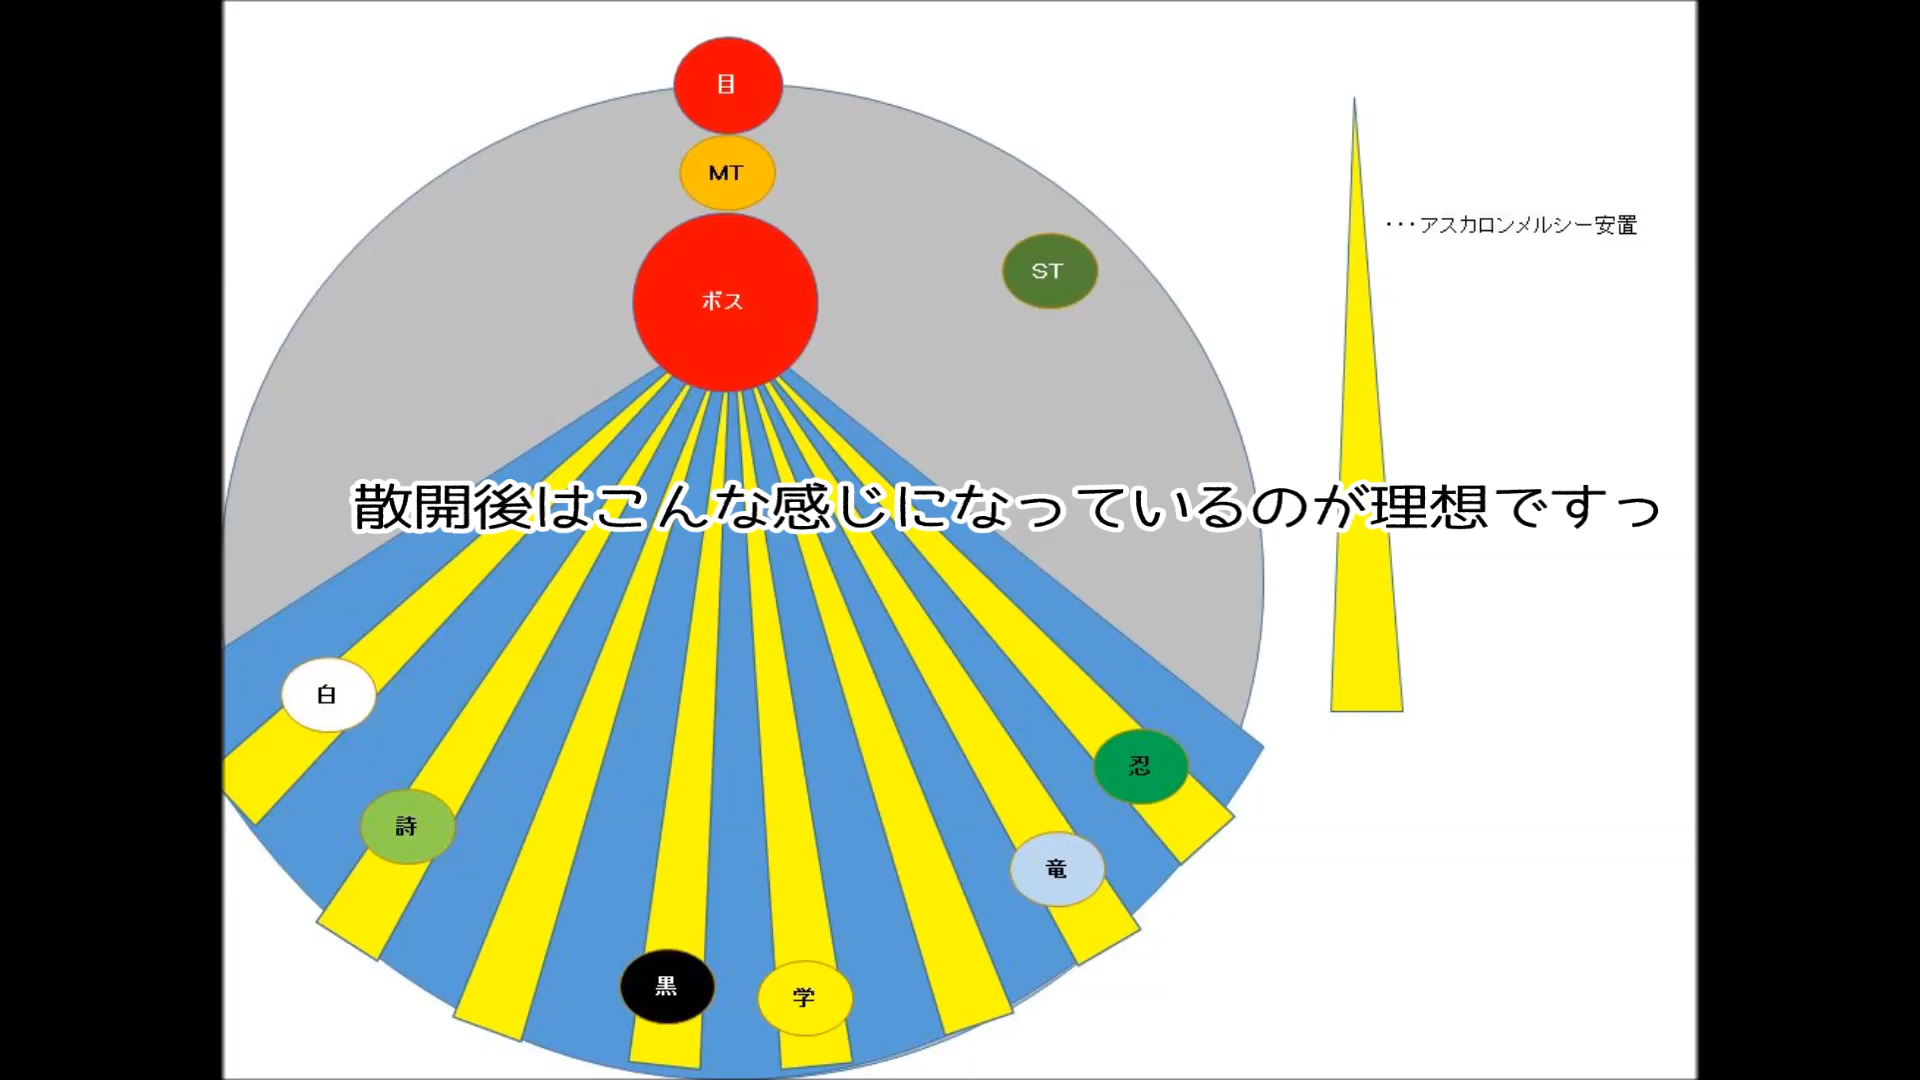 目
MT
ボス
ST
・・・アスカロンメルシー安置
散開後はこんな感じになっているのが理想ですっ
白
忍
詩
竜
黒
学